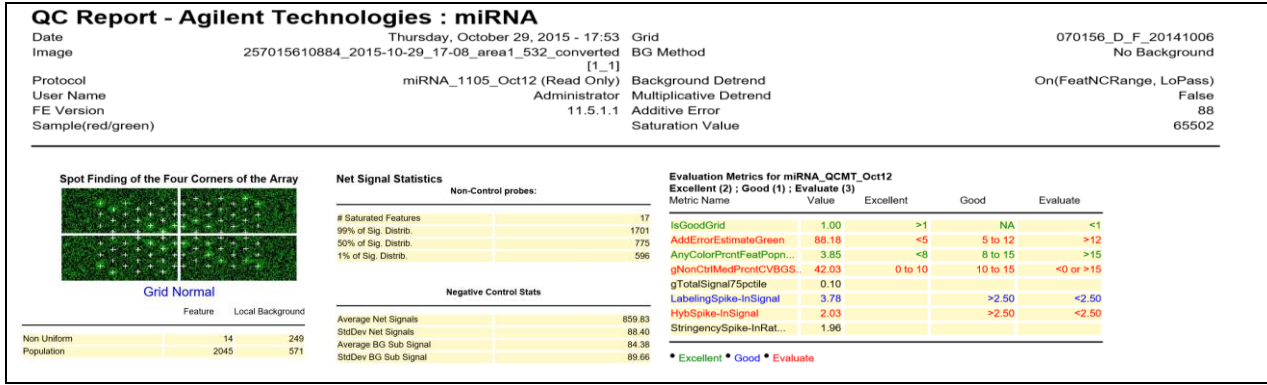 QC Report - Agilent Technologies : miRNA
Date Thursday, October 29, 2015 - 17:53 Grid 070156_D_F_20141006
Image 257015610884_2015-10-29_17-08_area1_532_converted BG Method No Background
[1_1]
Protocol miRNA_1105_Oct12 (Read Only) Background Detrend On(FeatNCRange, LoPass)
User Name Administrator Multiplicative Detrend False
FE Version 11.5.1.1 Additive Error 88
Sample(red/green) Saturation Value 65502
Spot Finding of the Four Corners of the Array
Grid Normal
Feature Local Background
Non Uniform 14 249
Population 2045 571
Net Signal Statistics
Non-Control probes:
# Saturated Features 17
99% of Sig. Distrib. 1701
50% of Sig. Distrib. 775
1% of Sig. Distrib. 596
Negative Control Stats
Average Net Signals 859.83
StdDev Net Signals 88.40
Average BG Sub Signal 84.38
StdDev BG Sub Signal 89.66
Evaluation Metrics for miRNA_QCMT_Oct12
Excellent (2) ; Good (1) ; Evaluate (3)
Metric Name Value Excellent Good Evaluate
IsGoodGrid 1.00 >1 NA <1
AddErrorEstimateGreen 88.18 <5 5 to 12 >12
AnyColorPrcntFeatPopn... 3.85 <8 8 to 15 >15
gNonCtrlMedPrcntCVBGS.. 42.03 0 to 10 10 to 15 <0 or >15
gTotalSignal75pctile 0.10
LabelingSpike-InSignal 3.78 >2.50 <2.50
HybSpike-InSignal 2.03 >2.50 <2.50
StringencySpike-InRat... 1.96
• Excellent • Good • Evaluate